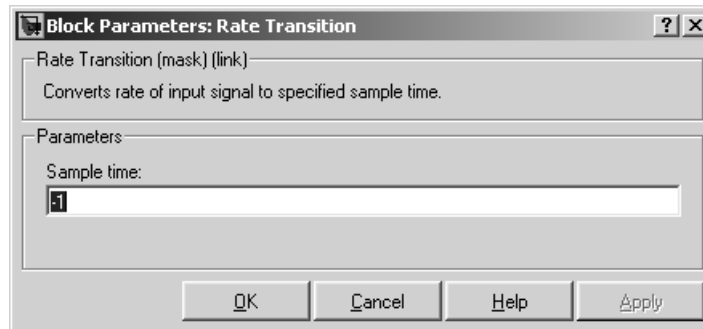 Block Parameters: Rate Transition
Rate Transition (mask) (link)
Converts rate of input signal to specified sample time.
Parameters
Sample time:
-1
OK Cancel Help Apply